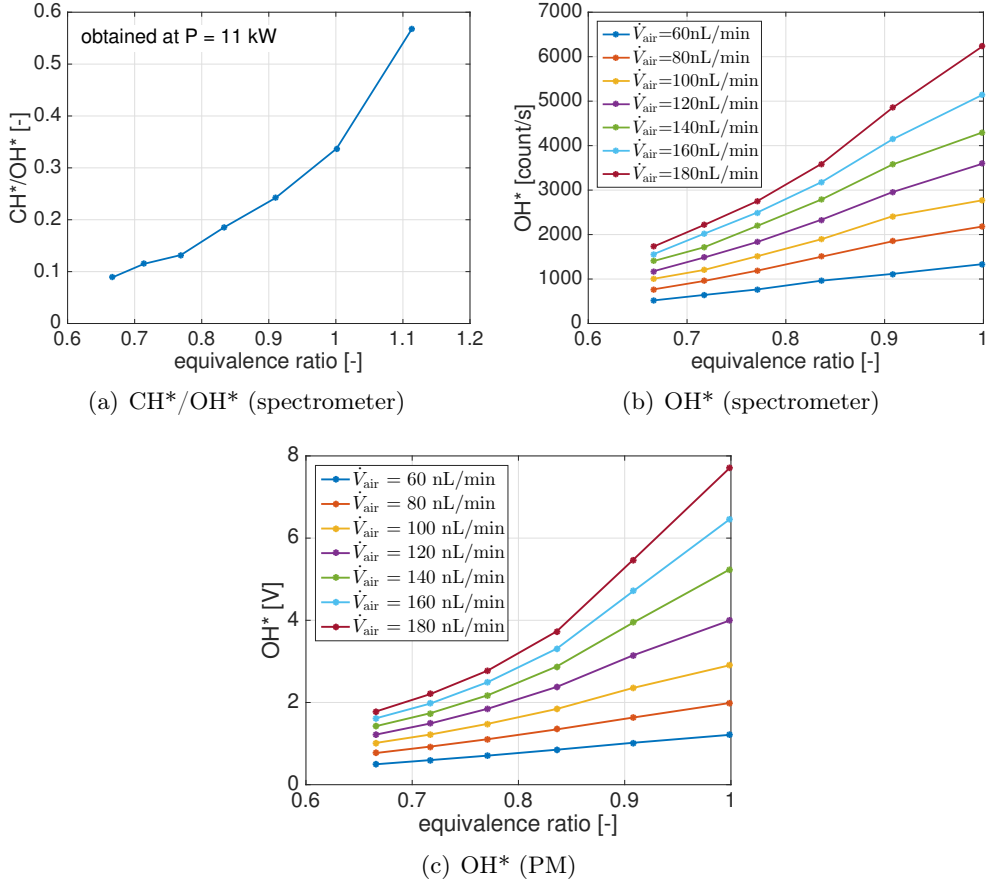 obtained at P = 11 kW
CH*/OH* [-]
0.6
0.5
0.4
0.3
0.2
0.1
0
0.6 0.7 0.8 0.9 1 1.1 1.2
equivalence ratio [-]
(a) CH*/OH* (spectrometer)
OH* [count/s]
7000
6000
5000
4000
3000
2000
1000
0
V̇air=60nL/min
V̇air=80nL/min
V̇air=100nL/min
V̇air=120nL/min
V̇air=140nL/min
V̇air=160nL/min
V̇air=180nL/min
0.6 0.7 0.8 0.9 1
equivalence ratio [-]
(b) OH* (spectrometer)
OH* [V]
8
6
4
2
0
V̇air = 60 nL/min
V̇air = 80 nL/min
V̇air = 100 nL/min
V̇air = 120 nL/min
V̇air = 140 nL/min
V̇air = 160 nL/min
V̇air = 180 nL/min
0.6 0.7 0.8 0.9 1
equivalence ratio [-]
(c) OH* (PM)